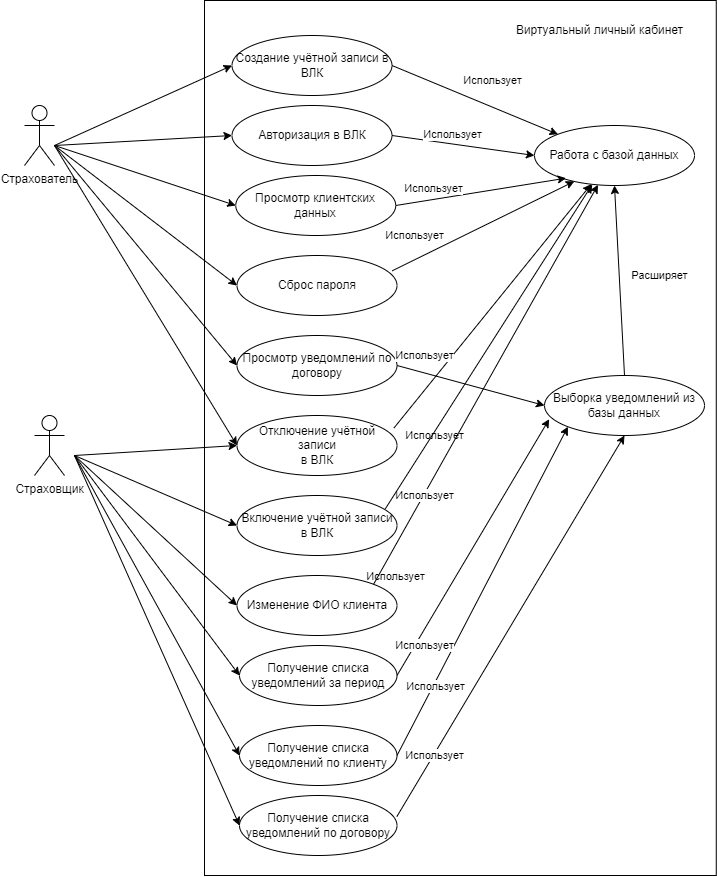 Виртуальный личный кабинет
Создание учётной записи в
ВЛК
Использует
Авторизация в ВЛК
Использует
Работа с базой данных
Страхователь
Просмотр клиентских
данных
Использует
Использует
Сброс пароля
Расширяет
Просмотр уведомлений по
договору
Использует
Выборка уведомлений из
базы данных
Отключение учётной
записи
в ВЛК
Использует
Страховщик
Использует
Включение учётной записи
в ВЛК
Использует
Изменение ФИО клиента
Использует
Получение списка
уведомлений за период
Использует
Получение списка
уведомлений по клиенту
Использует
Получение списка
уведомлений по договору